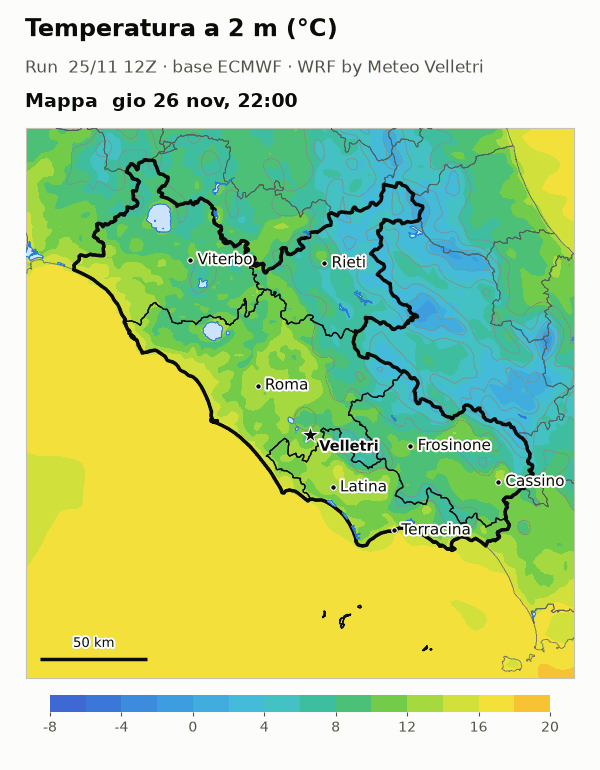 Temperatura a 2 m (°C)
Run  25/11 12Z · base ECMWF · WRF by Meteo Velletri
Mappa  gio 26 nov, 22:00
Viterbo
Rieti
Roma
Velletri
Frosinone
Cassino
Latina
Terracina
50 km
-8 -4 0 4 8 12 16 20